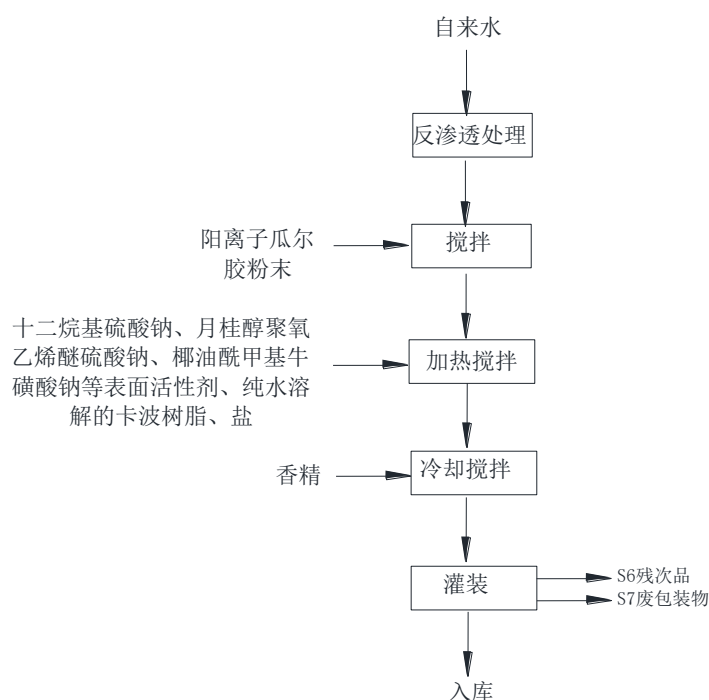 自来水
反渗透处理
阳离子瓜尔
胶粉末
搅拌
十二烷基硫酸钠、月桂醇聚氧
乙烯醚硫酸钠、椰油酰甲基牛
磺酸钠等表面活性剂、纯水溶
解的卡波树脂、盐
加热搅拌
香精
冷却搅拌
灌装
S6残次品
S7废包装物
入库